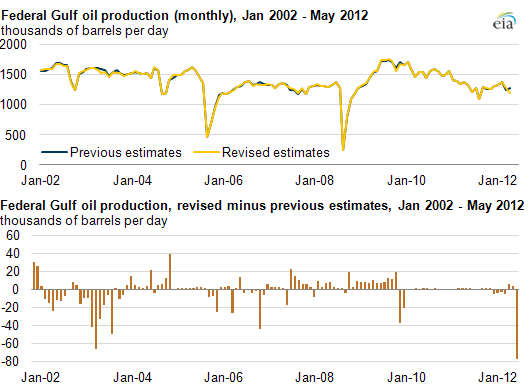 Federal Gulf oil production (monthly), Jan 2002 - May 2012
thousands of barrels per day
eia
2000
1500
1000
500
0
Previous estimates
Revised estimates
Jan-02 Jan-04 Jan-06 Jan-08 Jan-10 Jan-12
Federal Gulf oil production, revised minus previous estimates, Jan 2002 - May 2012
thousands of barrels per day
60
40
20
0
-20
-40
-60
-80
Jan-02 Jan-04 Jan-06 Jan-08 Jan-10 Jan-12